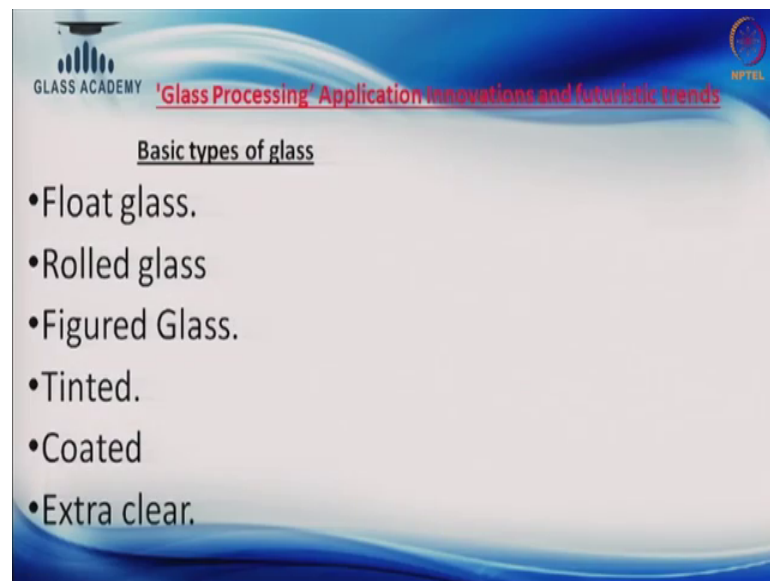 GLASS ACADEMY
NPTEL
'Glass Processing' Application Innovations and futuristic trends
Basic types of glass
•Float glass.
•Rolled glass
•Figured Glass.
•Tinted.
•Coated
•Extra clear.